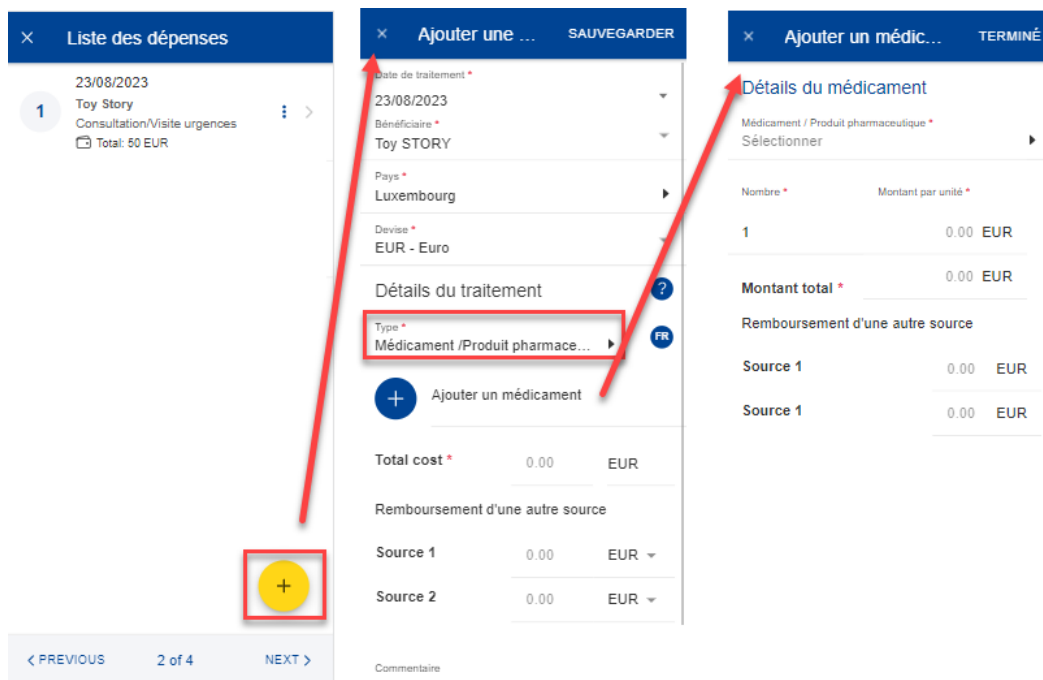 Liste des dépenses
23/08/2023
1
Toy Story
Consultation/Visite urgences
Total: 50 EUR
+
PREVIOUS 2 of 4 NEXT
Ajouter une ... SAUVEGARDER
Date de traitement *
23/08/2023
Bénéficiaire *
Toy STORY
Pays *
Luxembourg
Devise *
EUR - Euro
Détails du traitement ?
Type *
Médicament /Produit pharmace... FR
+ Ajouter un médicament
Total cost * 0.00 EUR
Remboursement d'une autre source
Source 1 0.00 EUR
Source 2 0.00 EUR
Commentaire
Ajouter un médic... TERMINÉ
Détails du médicament
Médicament / Produit pharmaceutique *
Sélectionner
Nombre * Montant par unité *
1 0.00 EUR
Montant total * 0.00 EUR
Remboursement d'une autre source
Source 1 0.00 EUR
Source 1 0.00 EUR